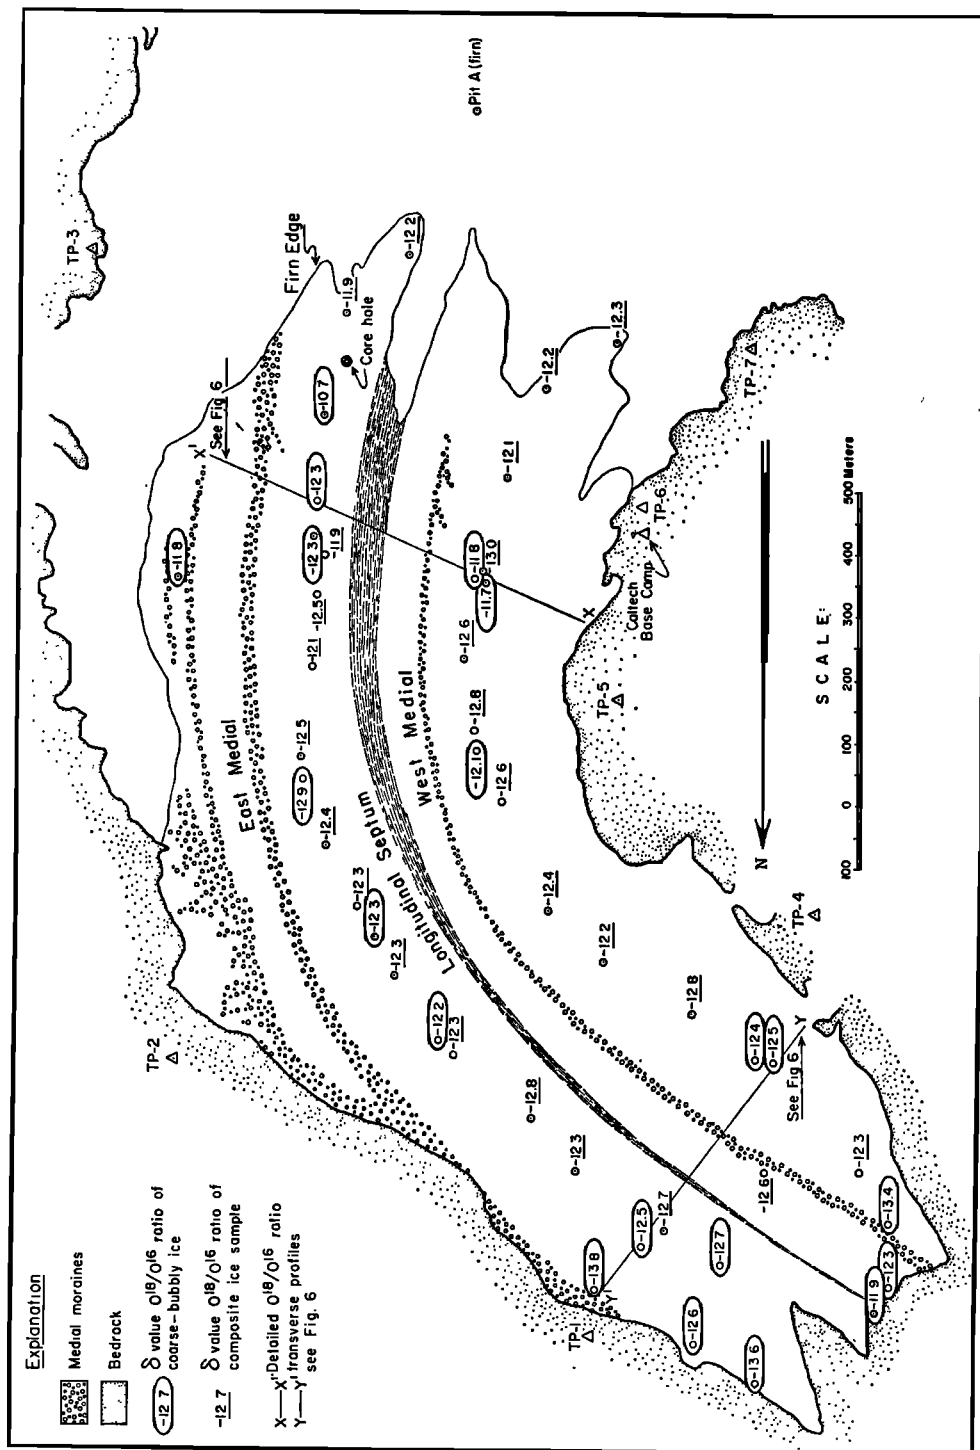 Explanation
Medial moraines
Bedrock
-12.7
δ value O18/O16 ratio of
coarse-bubbly ice
-12.7
δ value O18/O16 ratio of
composite ice sample
X—X' Detailed O18/O16 ratio
Y—Y' transverse profiles
see Fig. 6
TP-3
Pit A (firn)
Firn Edge
-12.2
-11.9
Core hole
See Fig 6
X'
-10.7
-12.3
-11.8
-12.3
-11.9
-12.5
-12.1
-12.2
-12.3
TP-7
-12.1
-11.8
-13.0
-11.7
-12.6
X
TP-6
Caltech
Base Camp
TP-5
East Medial
West Medial
Longitudinal Septum
-12.5
-12.9
-12.4
-12.8
-12.1
-12.6
-12.3
-12.3
-12.3
-12.4
-12.2
-12.2
-12.3
-12.8
TP-2
TP-4
-12.4
-12.5
Y
See Fig 6
-12.8
-12.3
-12.7
-12.5
-13.8
Y'
TP-1
-12.6
-12.7
-12.3
-13.4
-12.3
-11.9
-12.6
-13.6
N
SCALE:
100 0 100 200 300 400 500 Meters